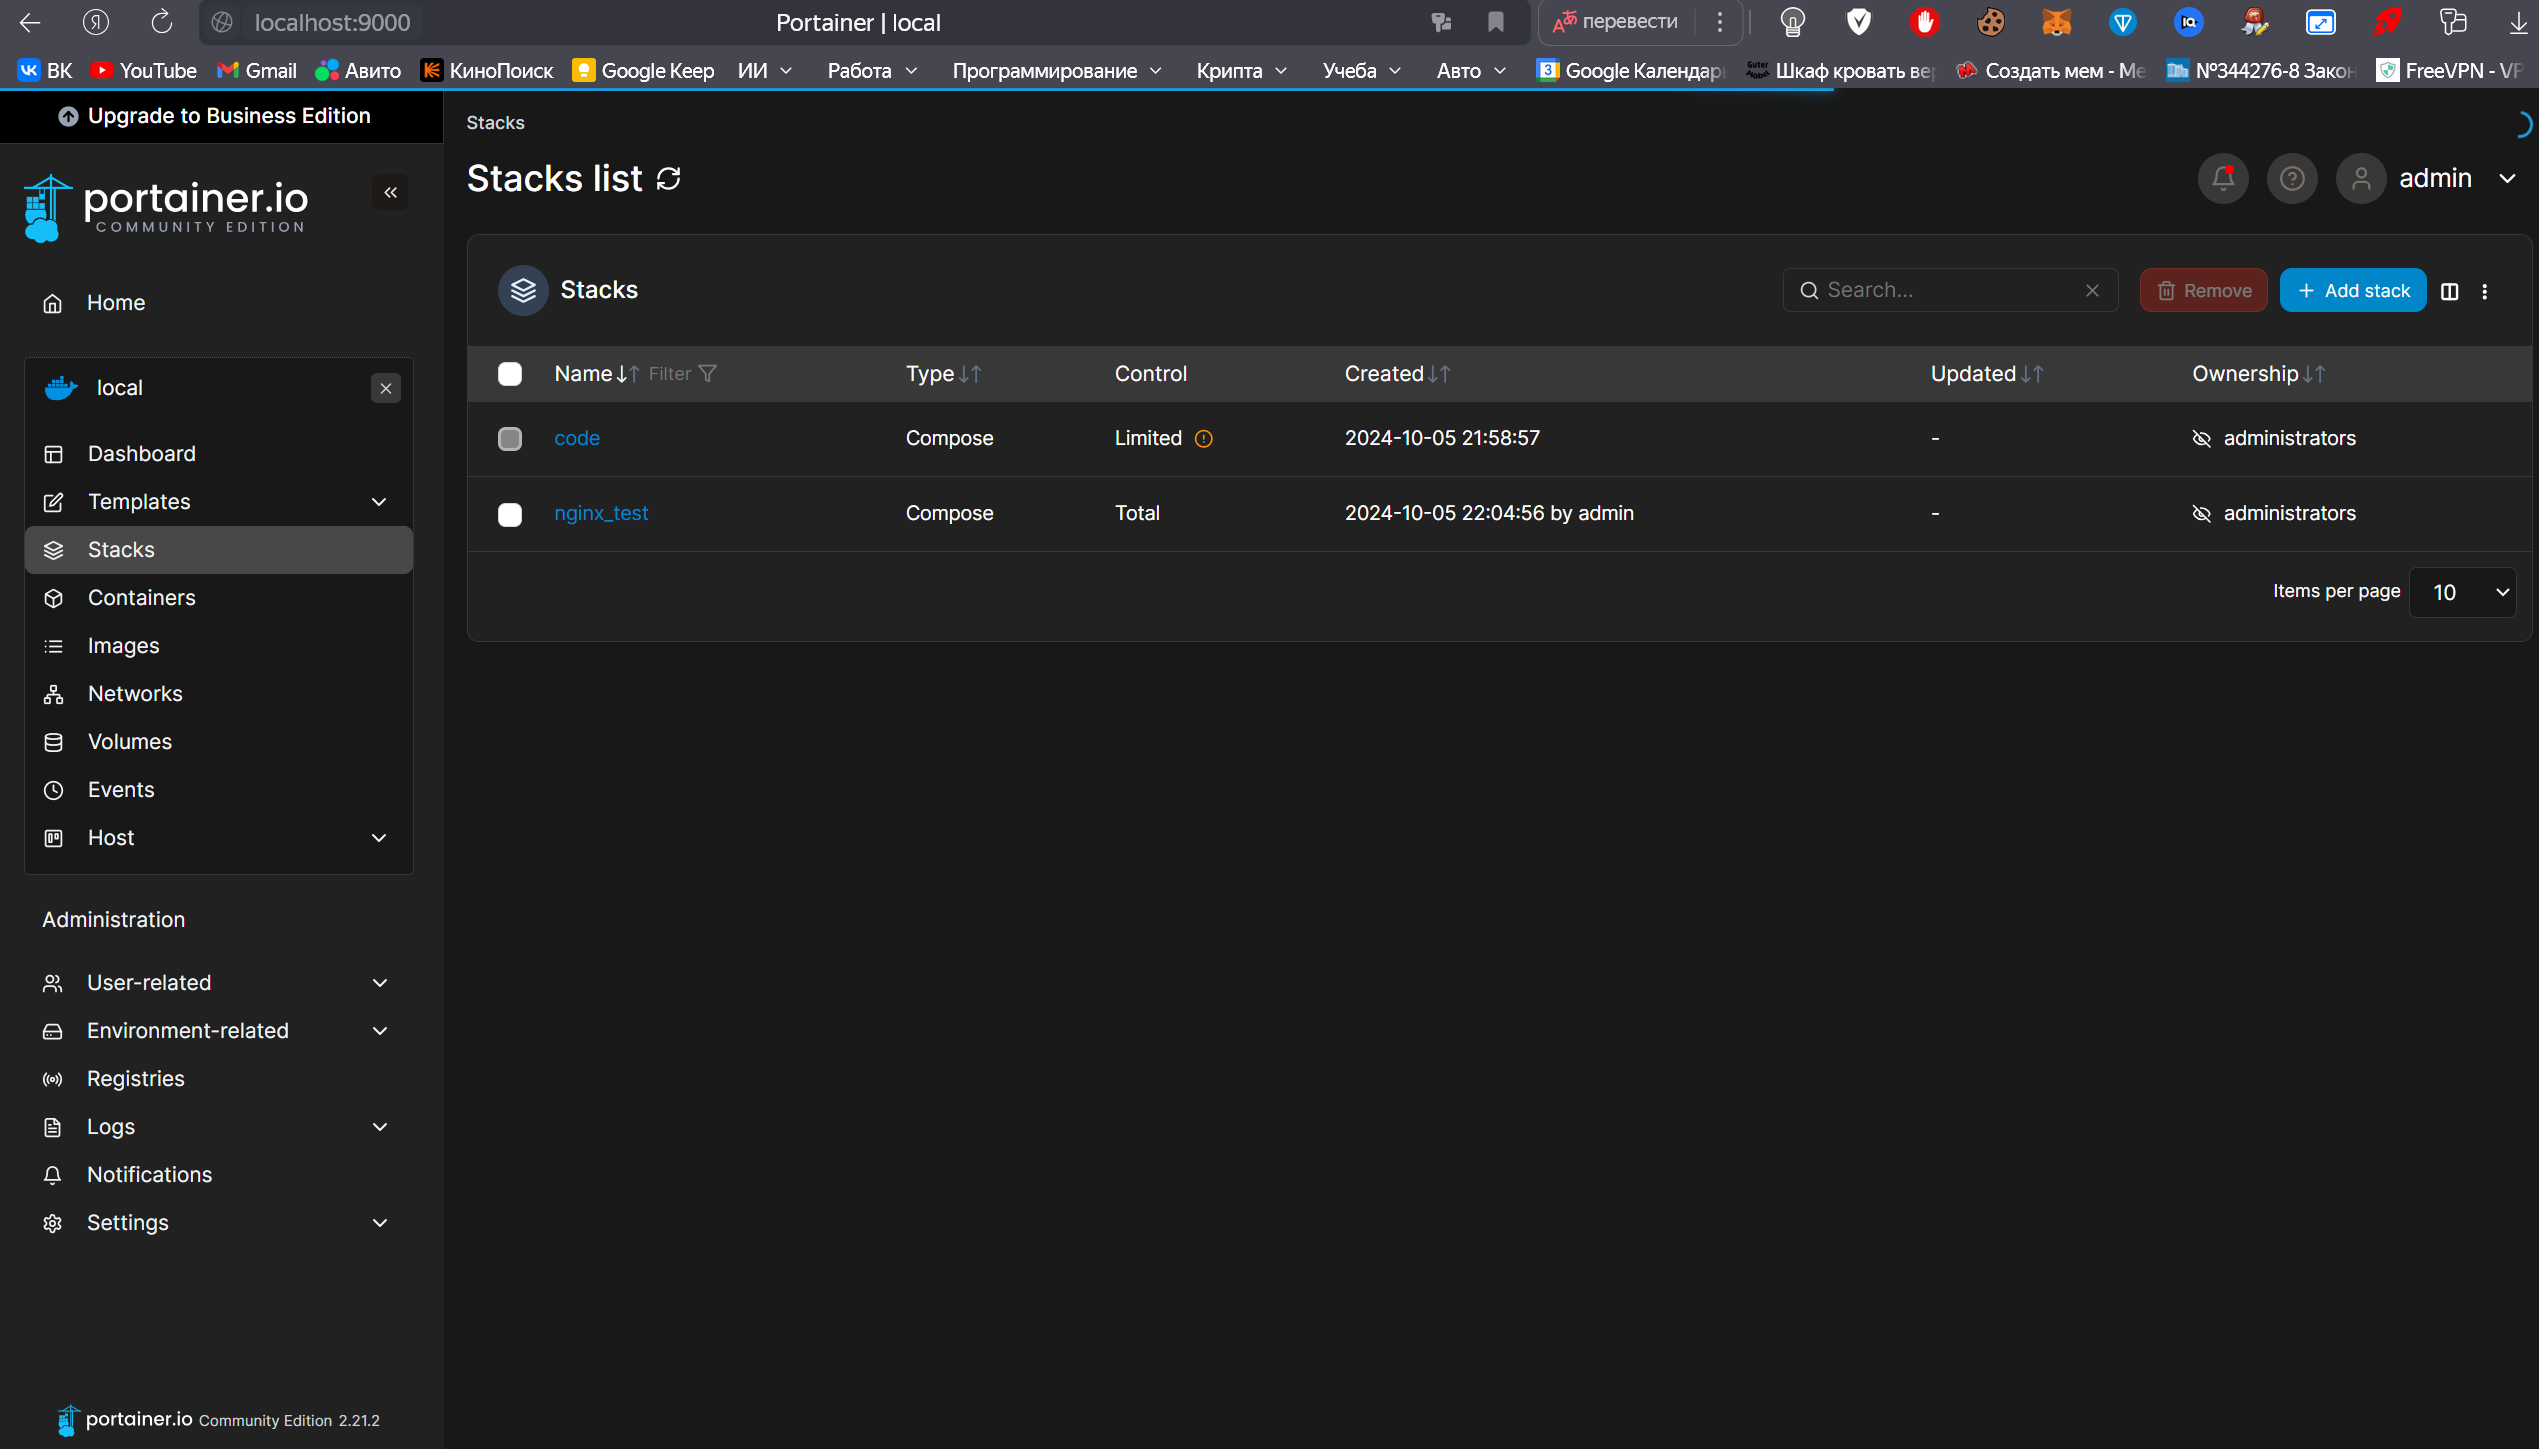 localhost:9000
Portainer | local
перевести
ВК
YouTube
Gmail
Авито
КиноПоиск
Google Keep
ИИ
Работа
Программирование
Крипта
Учеба
Авто
Google Календарь
Шкаф кровать вер
Создать мем - Ме
№344276-8 Закон
FreeVPN - VP
Upgrade to Business Edition
portainer.io
COMMUNITY EDITION
Home
local
Dashboard
Templates
Stacks
Containers
Images
Networks
Volumes
Events
Host
Administration
User-related
Environment-related
Registries
Logs
Notifications
Settings
portainer.io Community Edition 2.21.2
Stacks
Stacks list
admin
Stacks
Search...
Remove
Add stack
Name Filter Type Control Created Updated Ownership
code Compose Limited 2024-10-05 21:58:57 - administrators
nginx_test Compose Total 2024-10-05 22:04:56 by admin - administrators
Items per page 10